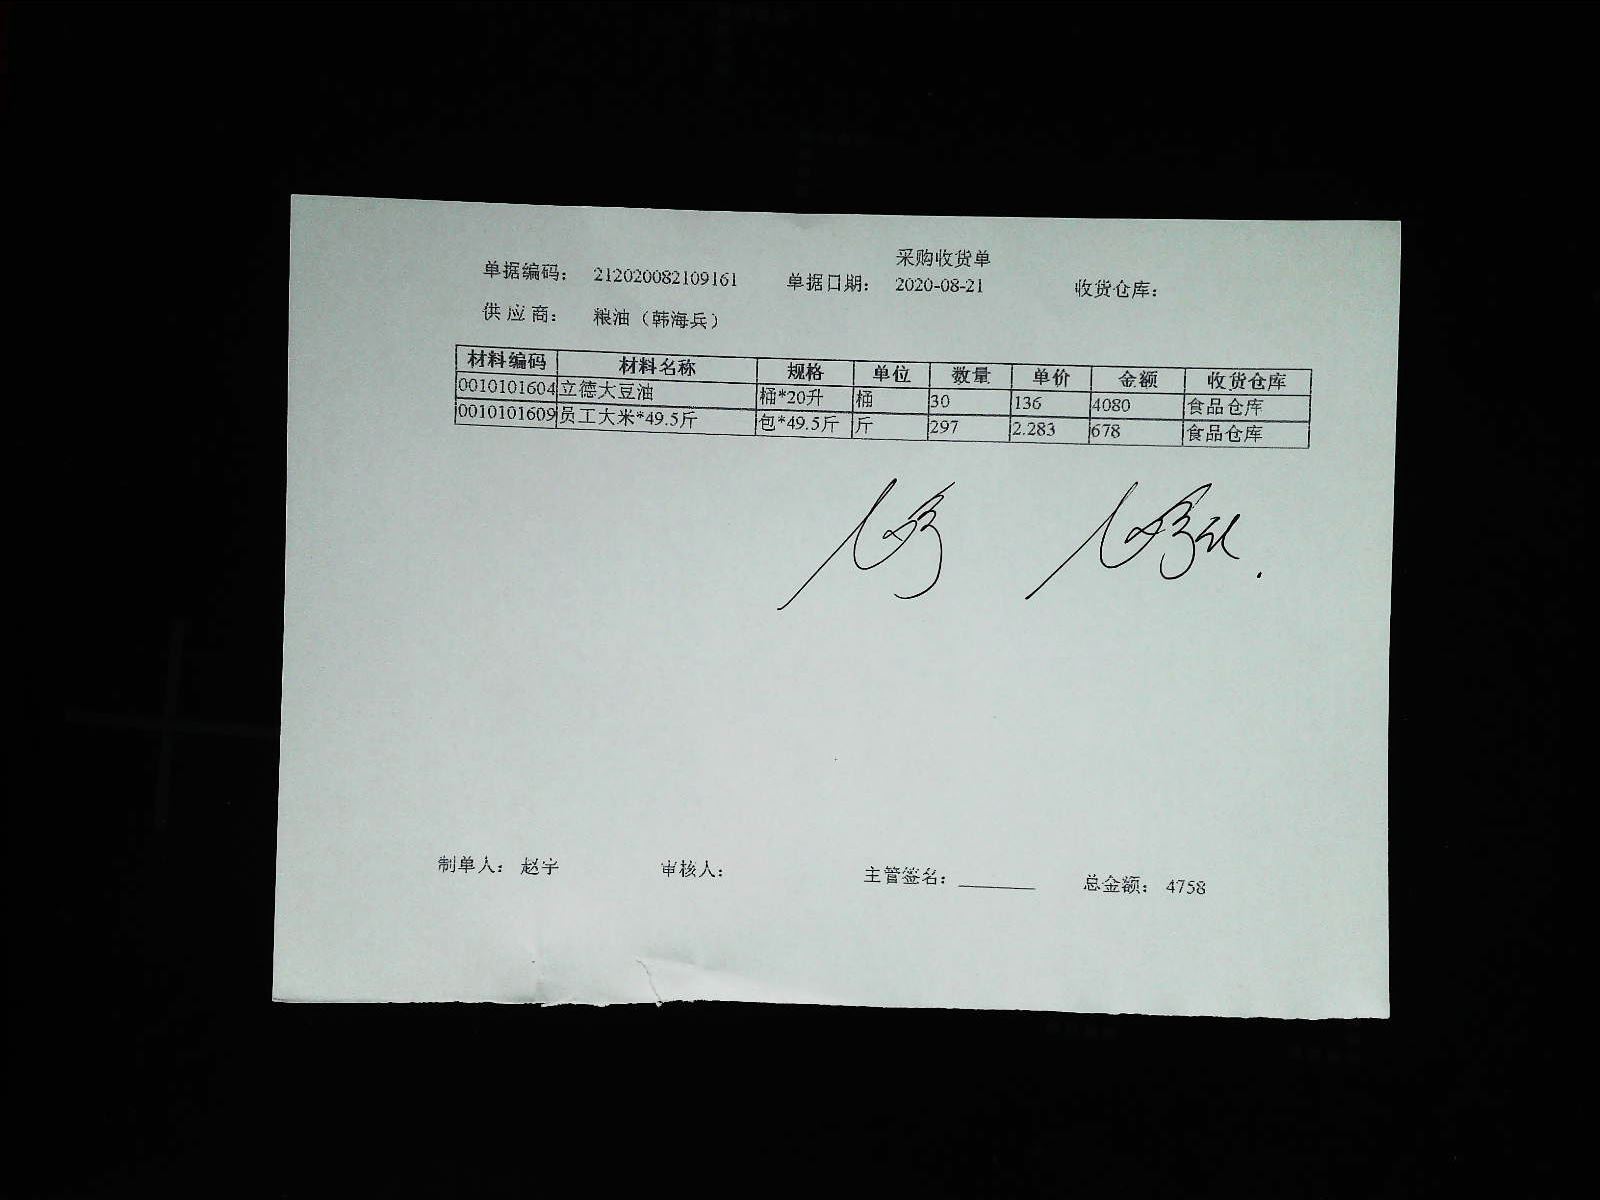 采购收货单
单据编码： 212020082109161 单据日期： 2020-08-21 收货仓库：
供应商： 粮油（韩海兵）
材料编码 材料名称 规格 单位 数量 单价 金额 收货仓库
0010101604 立德大豆油 桶*20升 桶 30 136 4080 食品仓库
0010101609 员工大米*49.5斤 包*49.5斤 斤 297 2.283 678 食品仓库
制单人： 赵宇 审核人： 主管签名： 总金额： 4758